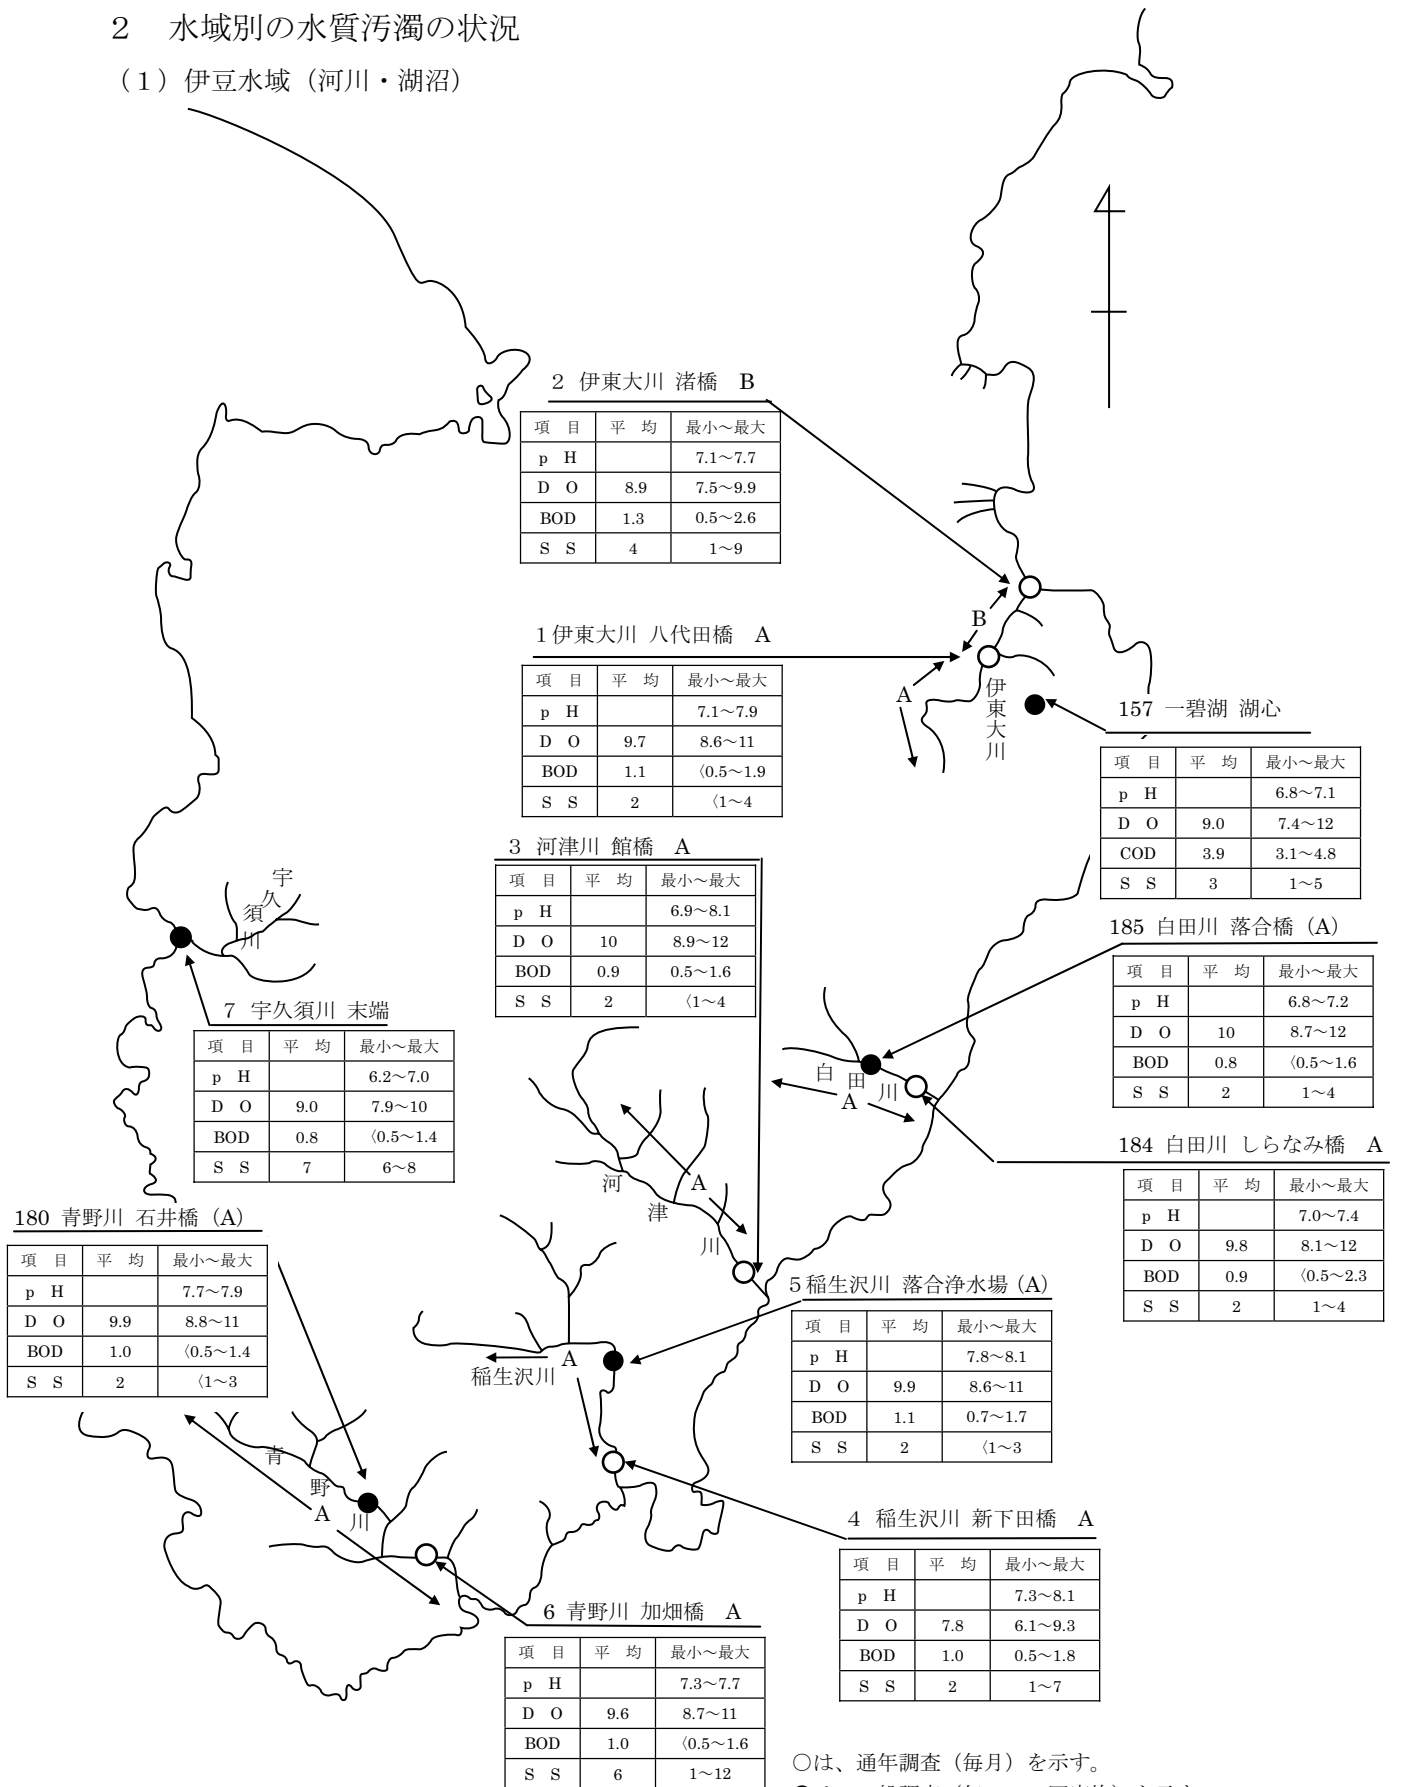 ２　水域別の水質汚濁の状況
（１）伊豆水域（河川・湖沼）
２ 伊東大川 渚橋　B
項　目 平　均 最小～最大
p　H 7.1～7.7
D　O 8.9 7.5～9.9
BOD 1.3 0.5～2.6
S　S 4 1～9
B
１伊東大川 八代田橋　A
項　目 平　均 最小～最大
p　H 7.1～7.9
D　O 9.7 8.6～11
BOD 1.1 〈0.5～1.9
S　S 2 〈1～4
A
伊東大川
157 一碧湖 湖心
項　目 平　均 最小～最大
p　H 6.8～7.1
D　O 9.0 7.4～12
COD 3.9 3.1～4.8
S　S 3 1～5
３ 河津川 館橋　A
項　目 平　均 最小～最大
p　H 6.9～8.1
D　O 10 8.9～12
BOD 0.9 0.5～1.6
S　S 2 〈1～4
宇久須川
185 白田川 落合橋（A）
項　目 平　均 最小～最大
p　H 6.8～7.2
D　O 10 8.7～12
BOD 0.8 〈0.5～1.6
S　S 2 1～4
７ 宇久須川 末端
項　目 平　均 最小～最大
p　H 6.2～7.0
D　O 9.0 7.9～10
BOD 0.8 〈0.5～1.4
S　S 7 6～8
白田川
A
184 白田川 しらなみ橋　A
項　目 平　均 最小～最大
p　H 7.0～7.4
D　O 9.8 8.1～12
BOD 0.9 〈0.5～2.3
S　S 2 1～4
河津川
A
180 青野川 石井橋（A）
項　目 平　均 最小～最大
p　H 7.7～7.9
D　O 9.9 8.8～11
BOD 1.0 〈0.5～1.4
S　S 2 〈1～3
５稲生沢川 落合浄水場（A）
項　目 平　均 最小～最大
p　H 7.8～8.1
D　O 9.9 8.6～11
BOD 1.1 0.7～1.7
S　S 2 〈1～3
A
稲生沢川
青野川
A
４ 稲生沢川 新下田橋　A
項　目 平　均 最小～最大
p　H 7.3～8.1
D　O 7.8 6.1～9.3
BOD 1.0 0.5～1.8
S　S 2 1～7
６ 青野川 加畑橋　A
項　目 平　均 最小～最大
p　H 7.3～7.7
D　O 9.6 8.7～11
BOD 1.0 〈0.5～1.6
S　S 6 1～12
○は、通年調査（毎月）を示す。